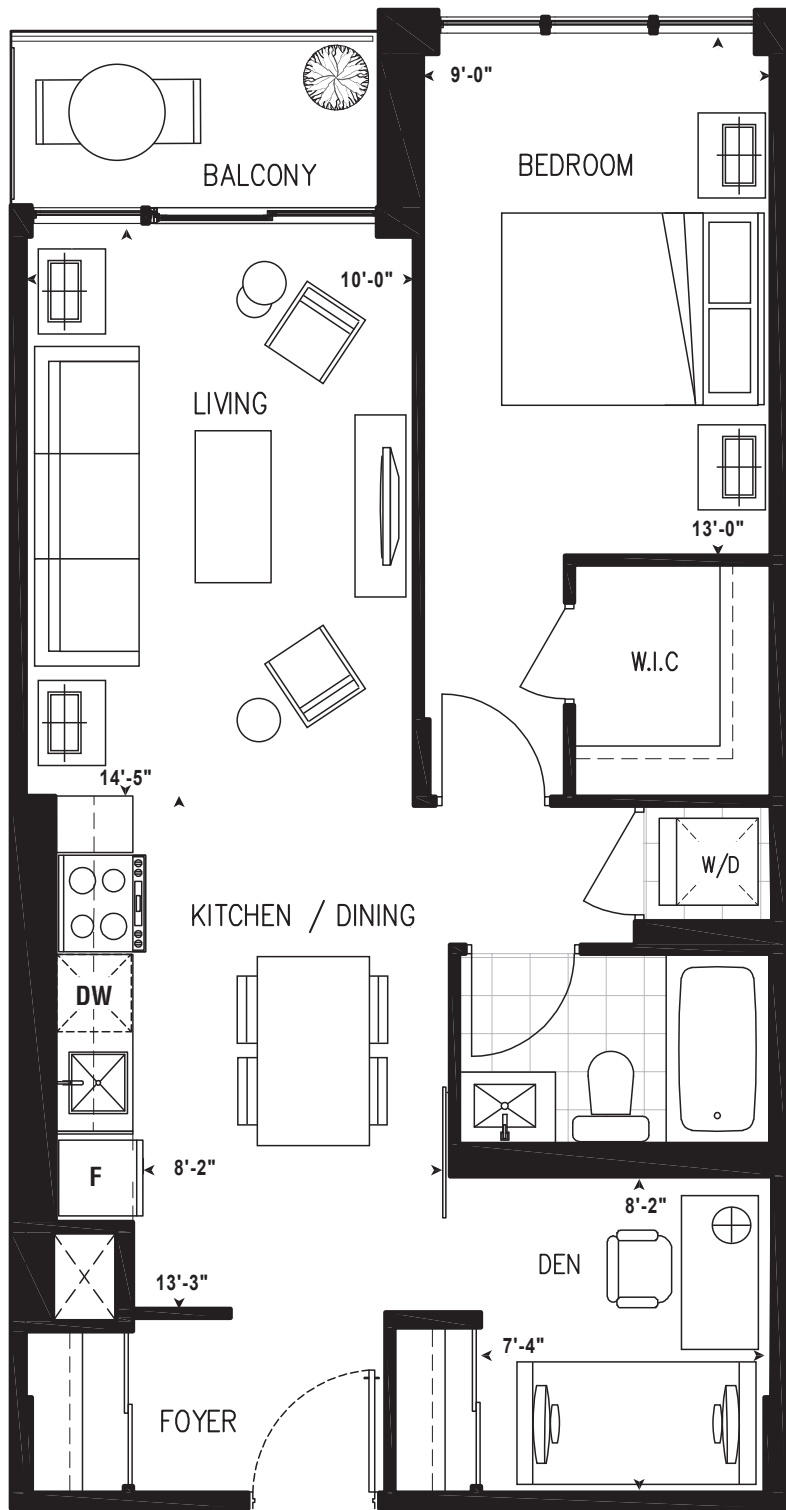 9'-0"
BEDROOM
BALCONY
10'-0"
LIVING
13'-0"
W.I.C
14'-5"
W/D
KITCHEN / DINING
DW
F
8'-2"
8'-2"
DEN
13'-3"
7'-4"
FOYER